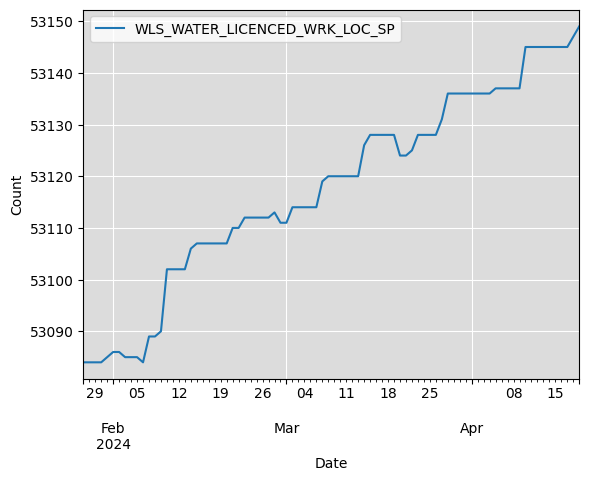 WLS_WATER_LICENCED_WRK_LOC_SP
53150
53140
53130
53120
53110
53100
53090
Count
29 05 12 19 26 04 11 18 25 08 15
Feb Mar Apr
2024
Date